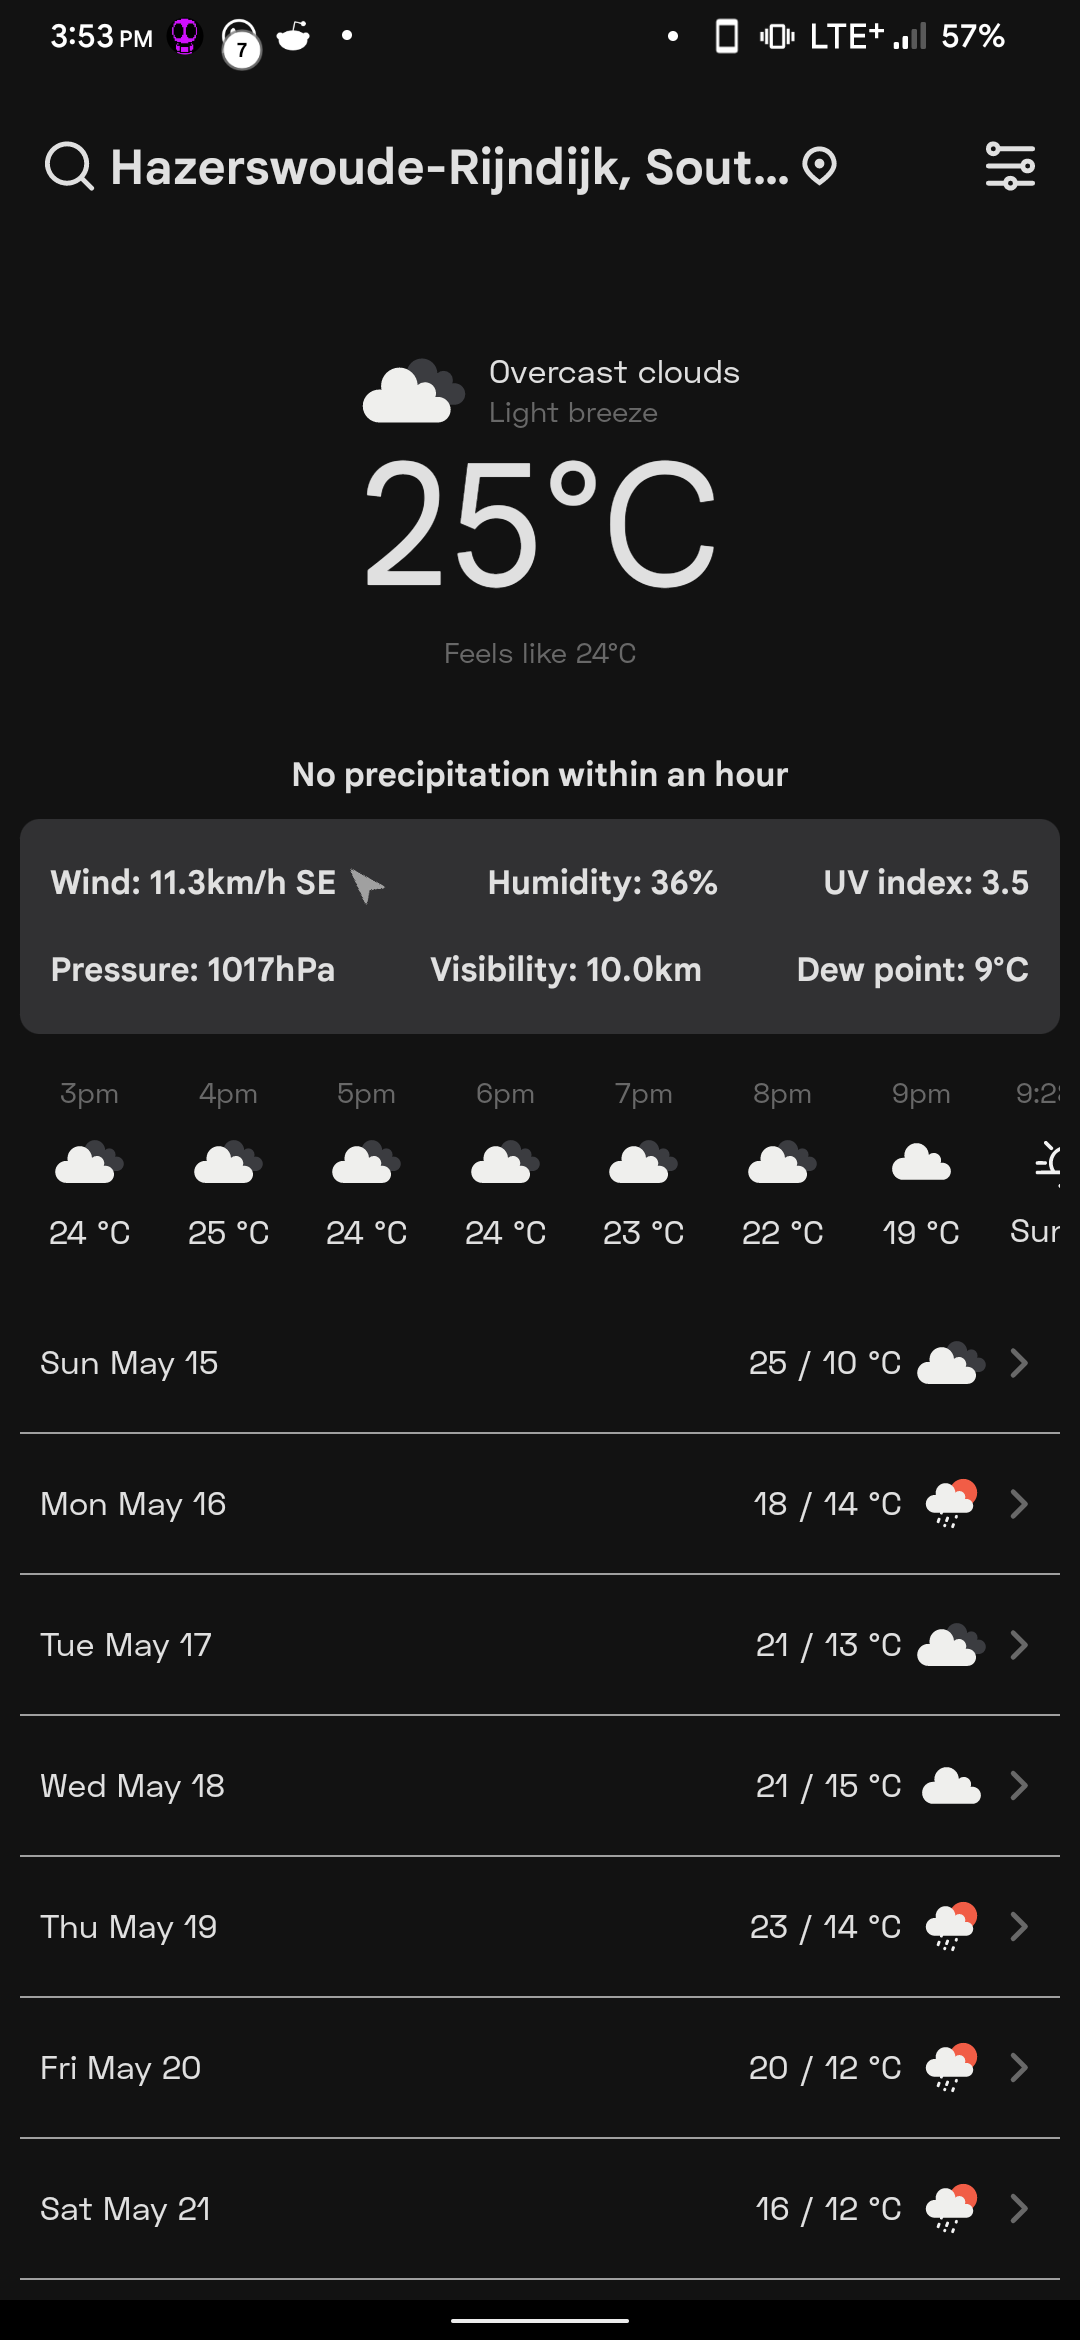 3:53 PM 7 LTE+ 57%
Hazerswoude-Rijndijk, Sout...
Overcast clouds
Light breeze
25°C
Feels like 24°C
No precipitation within an hour
Wind: 11.3km/h SE Humidity: 36% UV index: 3.5
Pressure: 1017hPa Visibility: 10.0km Dew point: 9°C
3pm 4pm 5pm 6pm 7pm 8pm 9pm 9:2
24 °C 25 °C 24 °C 24 °C 23 °C 22 °C 19 °C Sun
Sun May 15 25 / 10 °C
Mon May 16 18 / 14 °C
Tue May 17 21 / 13 °C
Wed May 18 21 / 15 °C
Thu May 19 23 / 14 °C
Fri May 20 20 / 12 °C
Sat May 21 16 / 12 °C